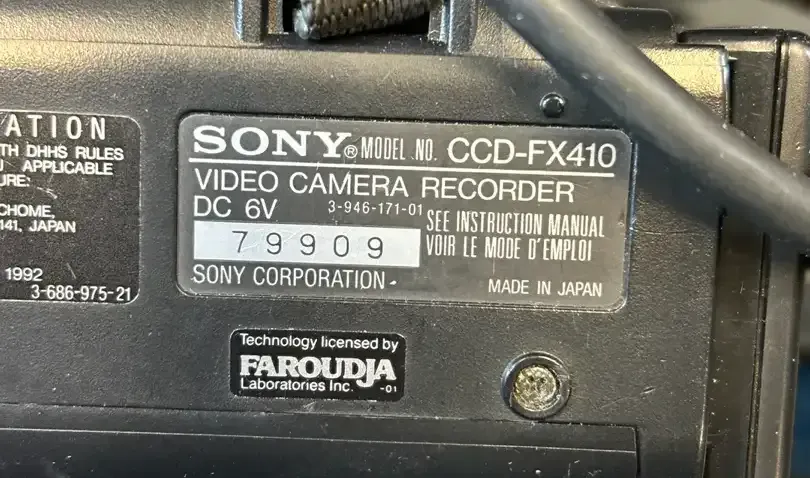 ATION
TH DHHS RULES
APPLICABLE
URE:
CHOME,
141, JAPAN
1992
3-686-975-21
SONY® MODEL NO. CCD-FX410
VIDEO CAMERA RECORDER
DC 6V 3-946-171-01
SEE INSTRUCTION MANUAL
VOIR LE MODE D'EMPLOI
79909
SONY CORPORATION
MADE IN JAPAN
Technology licensed by
FAROUDJA
Laboratories Inc. -01